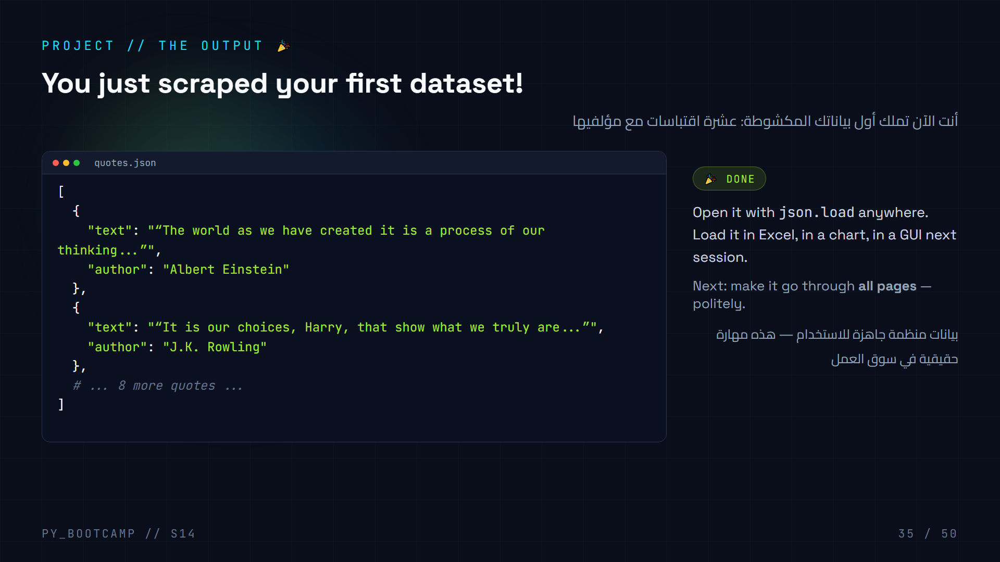 PROJECT // THE OUTPUT 🎉
You just scraped your first dataset!
أنت الآن تملك أول بياناتك المكشوطة: عشرة اقتباسات مع مؤلفيها
quotes.json
[
  {
    "text": "“The world as we have created it is a process of our
thinking...”",
    "author": "Albert Einstein"
  },
  {
    "text": "“It is our choices, Harry, that show what we truly are...”",
    "author": "J.K. Rowling"
  },
  # ... 8 more quotes ...
]
🎉 DONE
Open it with json.load anywhere.
Load it in Excel, in a chart, in a GUI next
session.
Next: make it go through all pages —
politely.
بيانات منظمة جاهزة للاستخدام — هذه مهارة
حقيقية في سوق العمل
PY_BOOTCAMP // S14
35 / 50